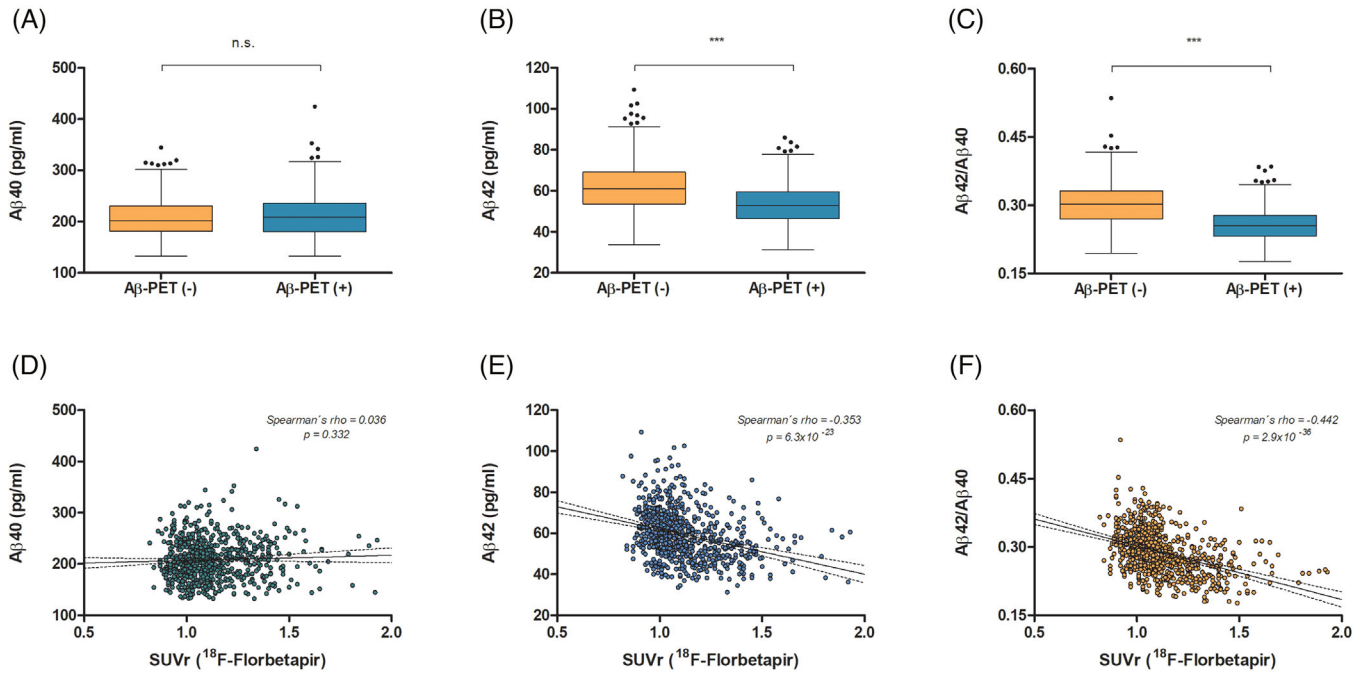 (A)
n.s.
500
400
300
200
100
Aβ40 (pg/ml)
Aβ-PET (-)
Aβ-PET (+)
(B)
***
120
100
80
60
40
20
Aβ42 (pg/ml)
Aβ-PET (-)
Aβ-PET (+)
(C)
***
0.60
0.45
0.30
0.15
Aβ42/Aβ40
Aβ-PET (-)
Aβ-PET (+)
(D)
Spearman´s rho = 0.036
p = 0.332
500
400
300
200
100
Aβ40 (pg/ml)
0.5 1.0 1.5 2.0
SUVr (¹⁸F-Florbetapir)
(E)
Spearman´s rho = -0.353
p = 6.3x10 ⁻²³
120
100
80
60
40
20
Aβ42 (pg/ml)
0.5 1.0 1.5 2.0
SUVr (¹⁸F-Florbetapir)
(F)
Spearman´s rho = -0.442
p = 2.9x10 ⁻³⁶
0.60
0.45
0.30
0.15
Aβ42/Aβ40
0.5 1.0 1.5 2.0
SUVr (¹⁸F-Florbetapir)